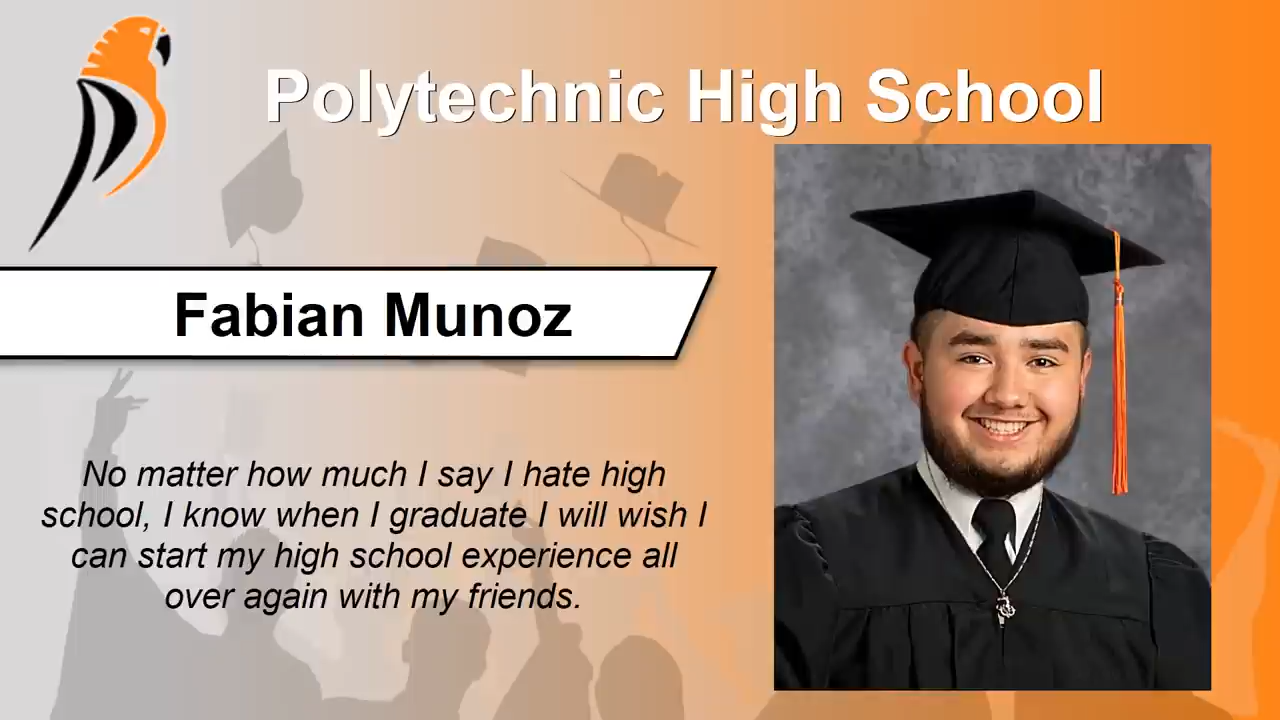 Polytechnic High School
Fabian Munoz
No matter how much I say I hate high
school, I know when I graduate I will wish I
can start my high school experience all
over again with my friends.